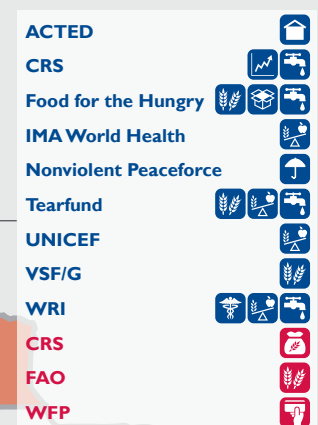 ACTED
CRS
Food for the Hungry
IMA World Health
Nonviolent Peaceforce
Tearfund
UNICEF
VSF/G
WRI
CRS
FAO
WFP